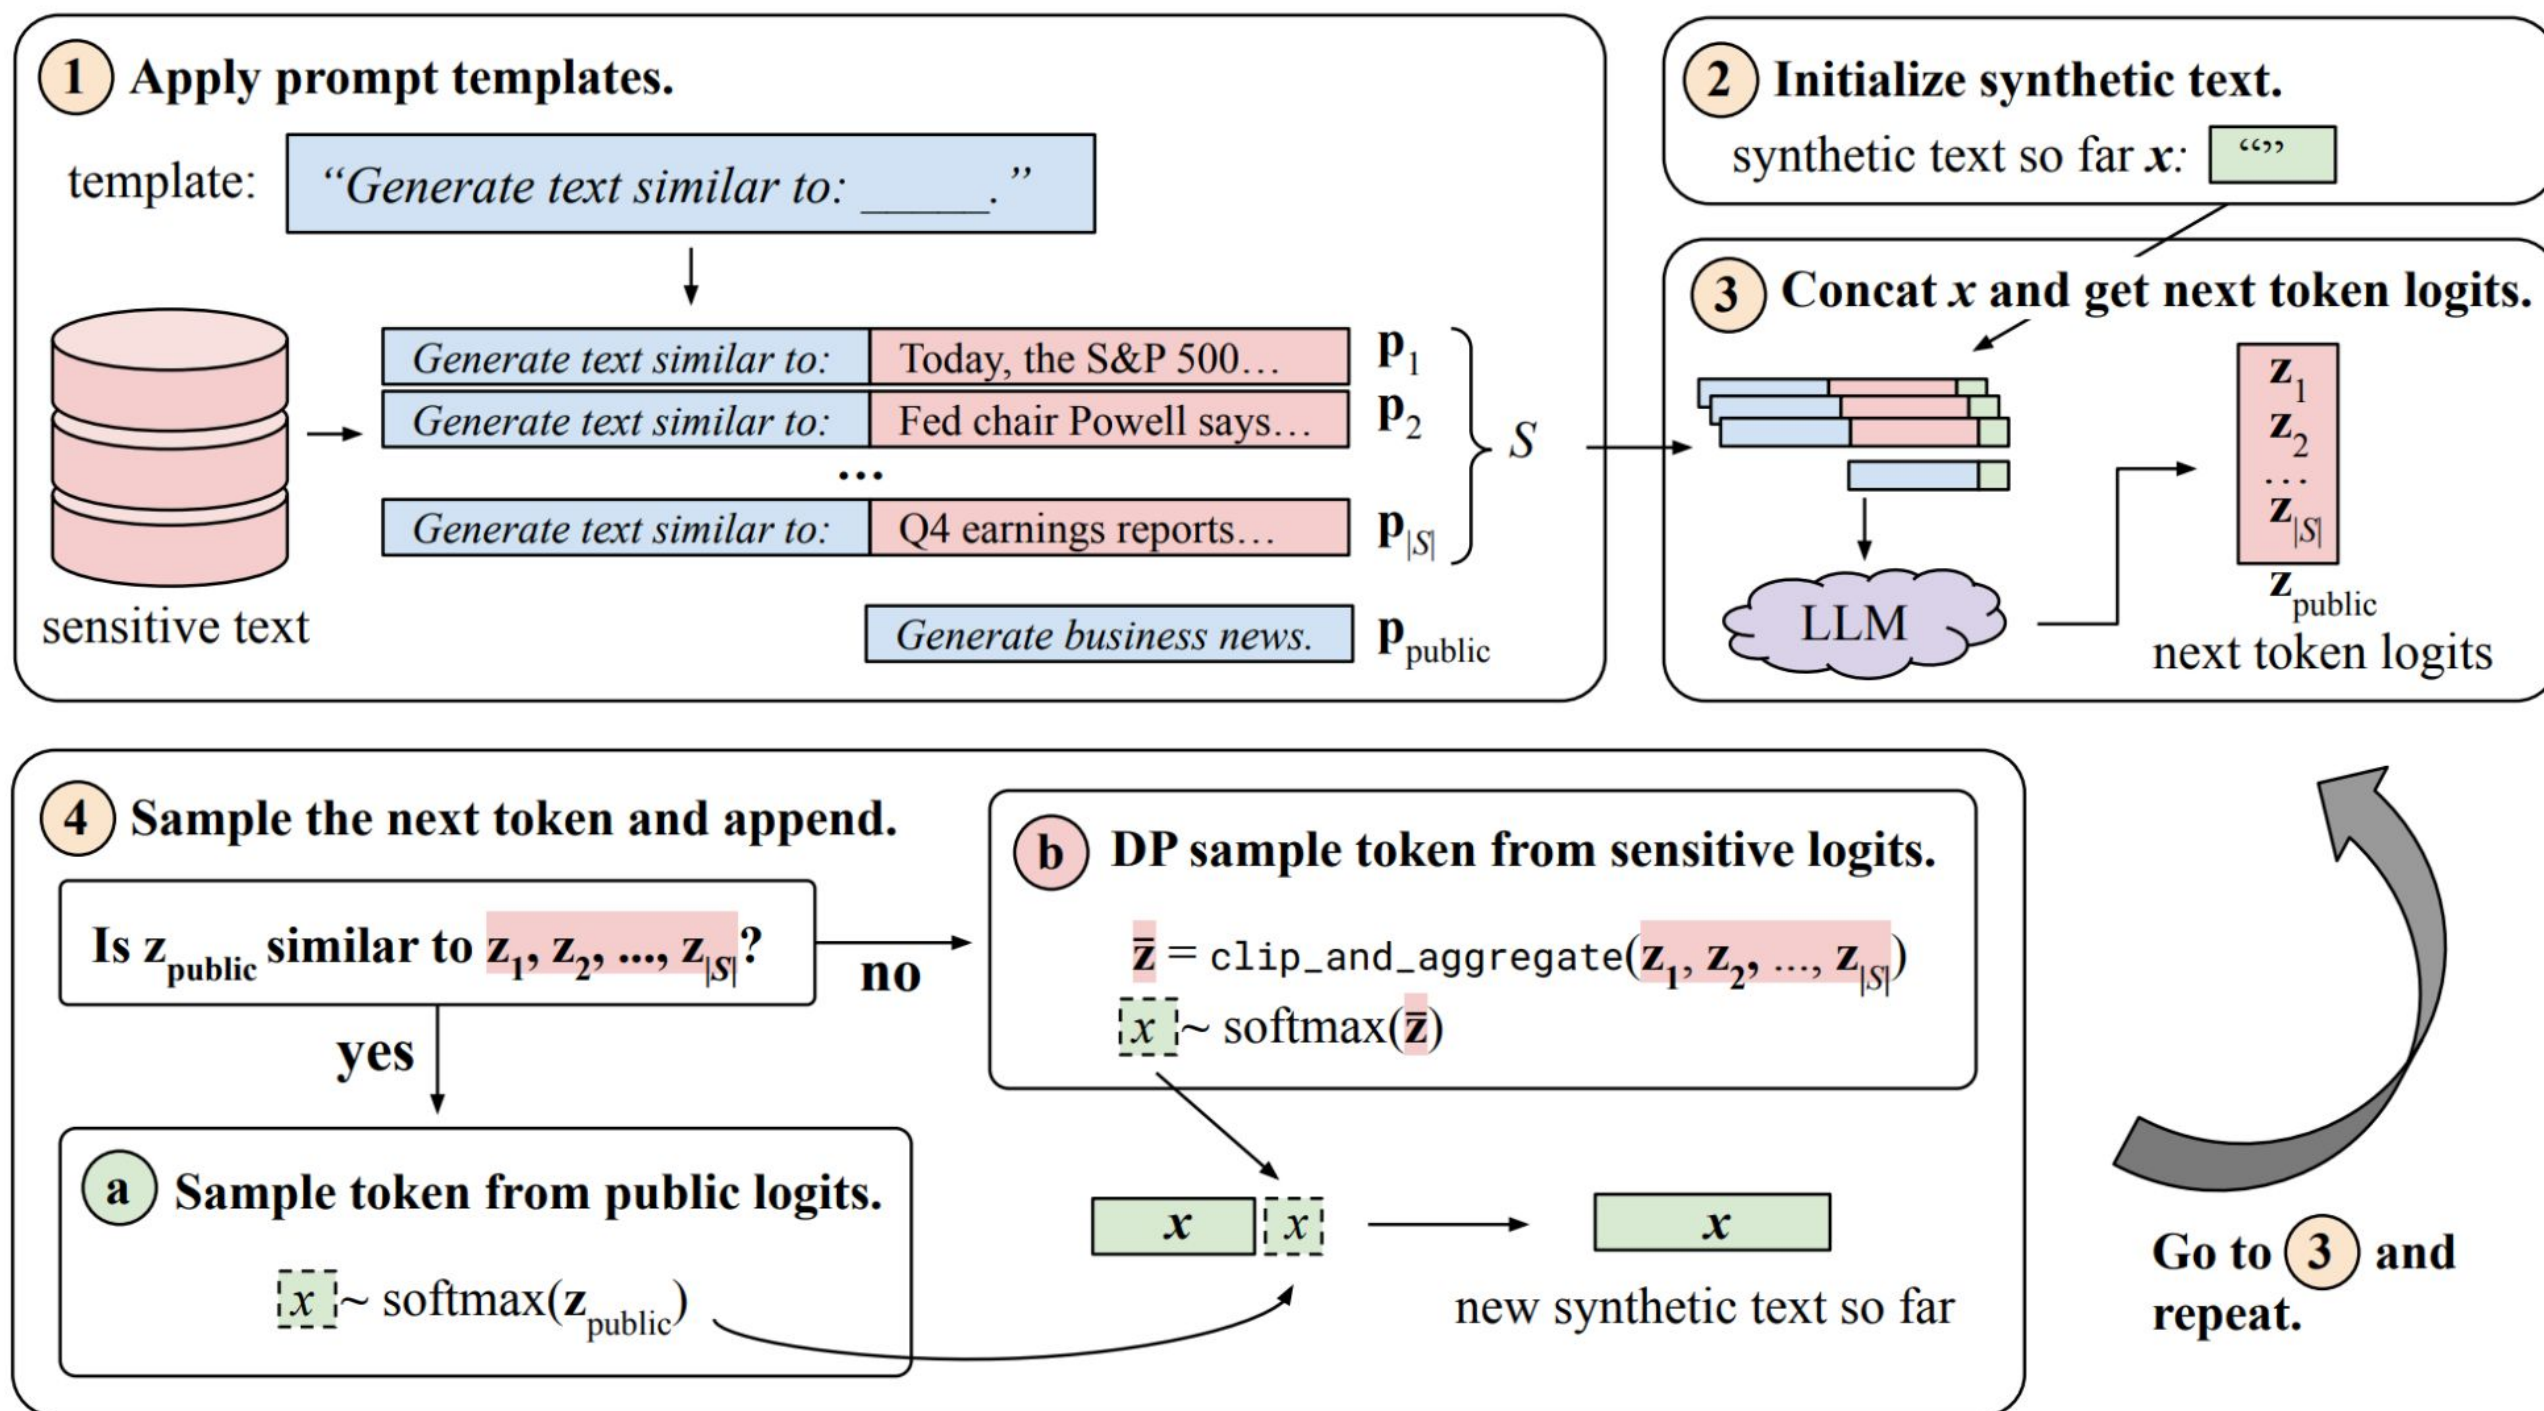 1 Apply prompt templates.
template: “Generate text similar to: _____.”
Generate text similar to: Today, the S&P 500… p1
Generate text similar to: Fed chair Powell says… p2
…
S
Generate text similar to: Q4 earnings reports… p|S|
sensitive text
Generate business news. ppublic
2 Initialize synthetic text.
synthetic text so far x: “”
3 Concat x and get next token logits.
z1
z2
…
z|S|
zpublic
LLM
next token logits
4 Sample the next token and append.
Is zpublic similar to z1, z2, ..., z|S|?
no
yes
a Sample token from public logits.
x ~ softmax(zpublic)
b DP sample token from sensitive logits.
z̄ = clip_and_aggregate(z1, z2, ..., z|S|)
x ~ softmax(z̄)
x x x
new synthetic text so far
Go to 3 and
repeat.